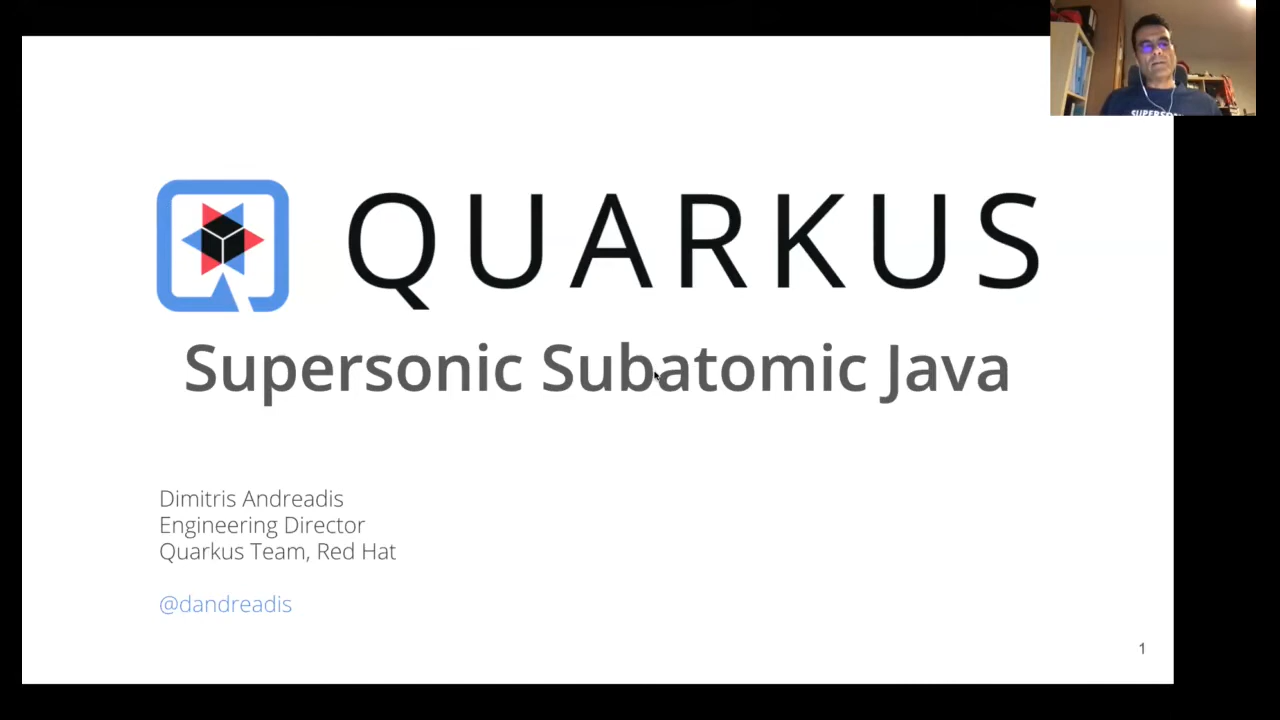 QUARKUS
Supersonic Subatomic Java
Dimitris Andreadis
Engineering Director
Quarkus Team, Red Hat
@dandreadis
1